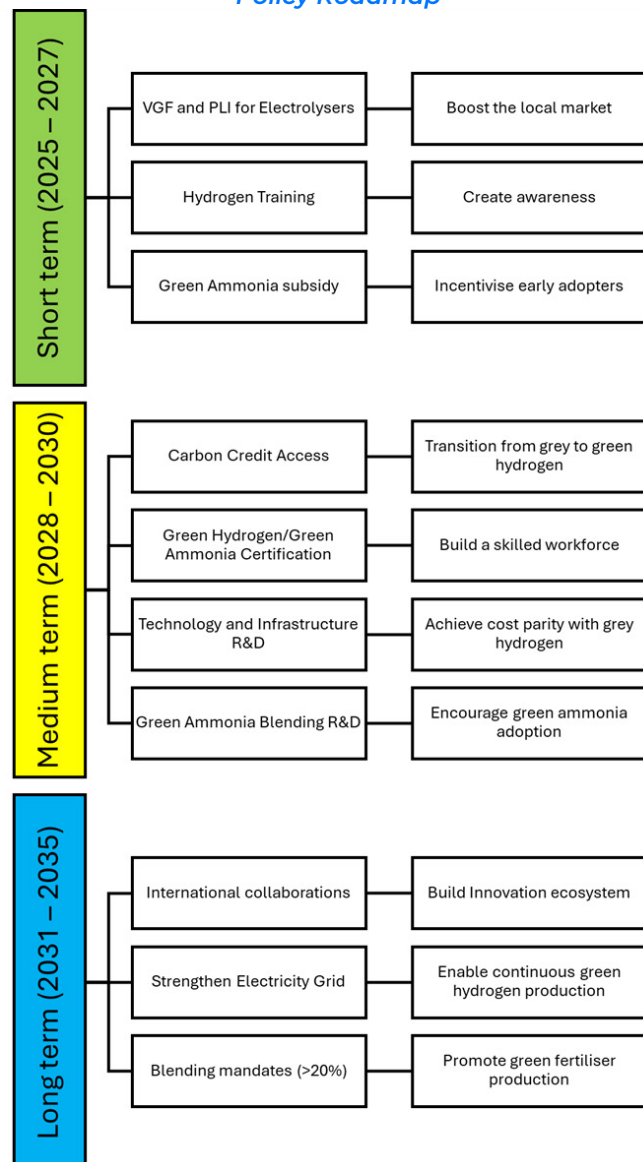 Policy Roadmap
Short term (2025 – 2027)
VGF and PLI for Electrolysers
Boost the local market
Hydrogen Training
Create awareness
Green Ammonia subsidy
Incentivise early adopters
Medium term (2028 – 2030)
Carbon Credit Access
Transition from grey to green
hydrogen
Green Hydrogen/Green
Ammonia Certification
Build a skilled workforce
Technology and Infrastructure
R&D
Achieve cost parity with grey
hydrogen
Green Ammonia Blending R&D
Encourage green ammonia
adoption
Long term (2031 – 2035)
International collaborations
Build Innovation ecosystem
Strengthen Electricity Grid
Enable continuous green
hydrogen production
Blending mandates (>20%)
Promote green fertiliser
production